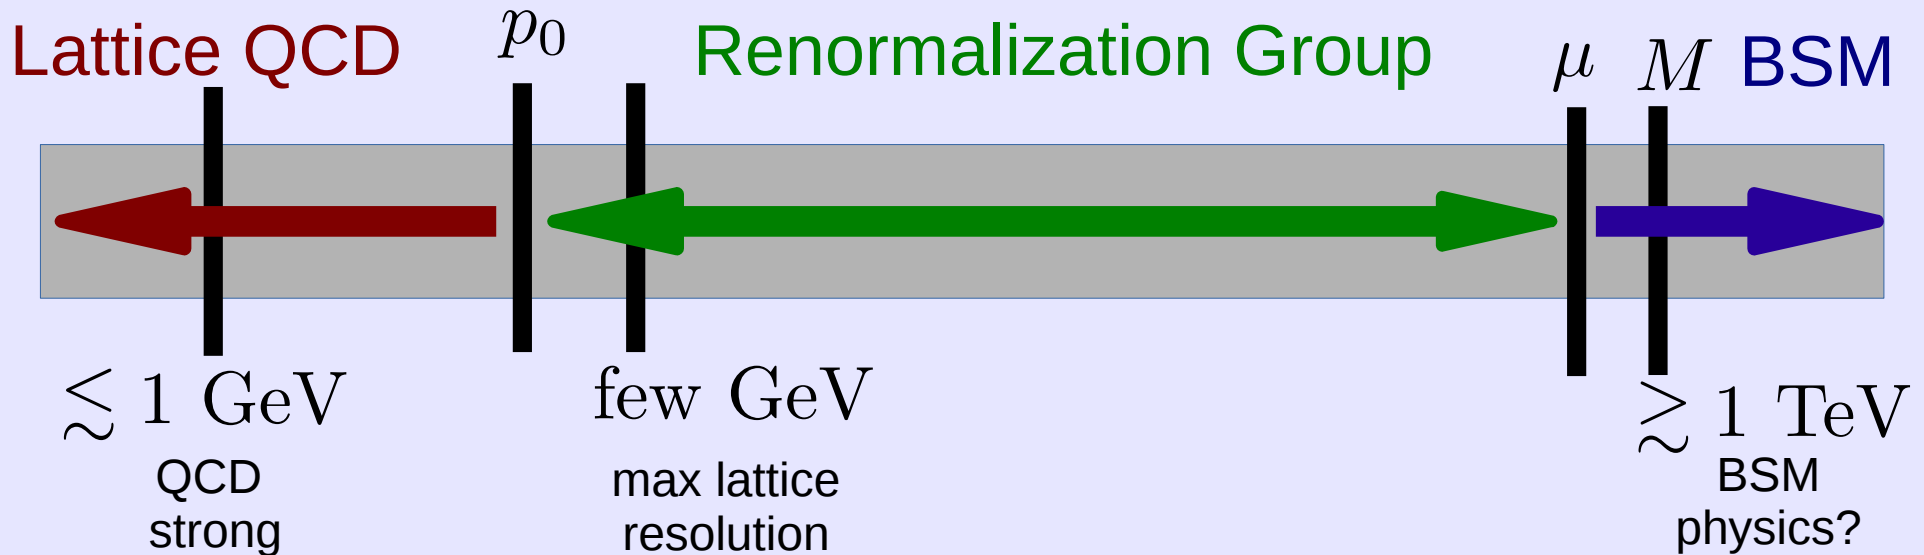 Lattice QCD
p₀
Renormalization Group
μ
M
BSM
≲ 1 GeV
few GeV
≳ 1 TeV
QCD
strong
max lattice
resolution
BSM
physics?